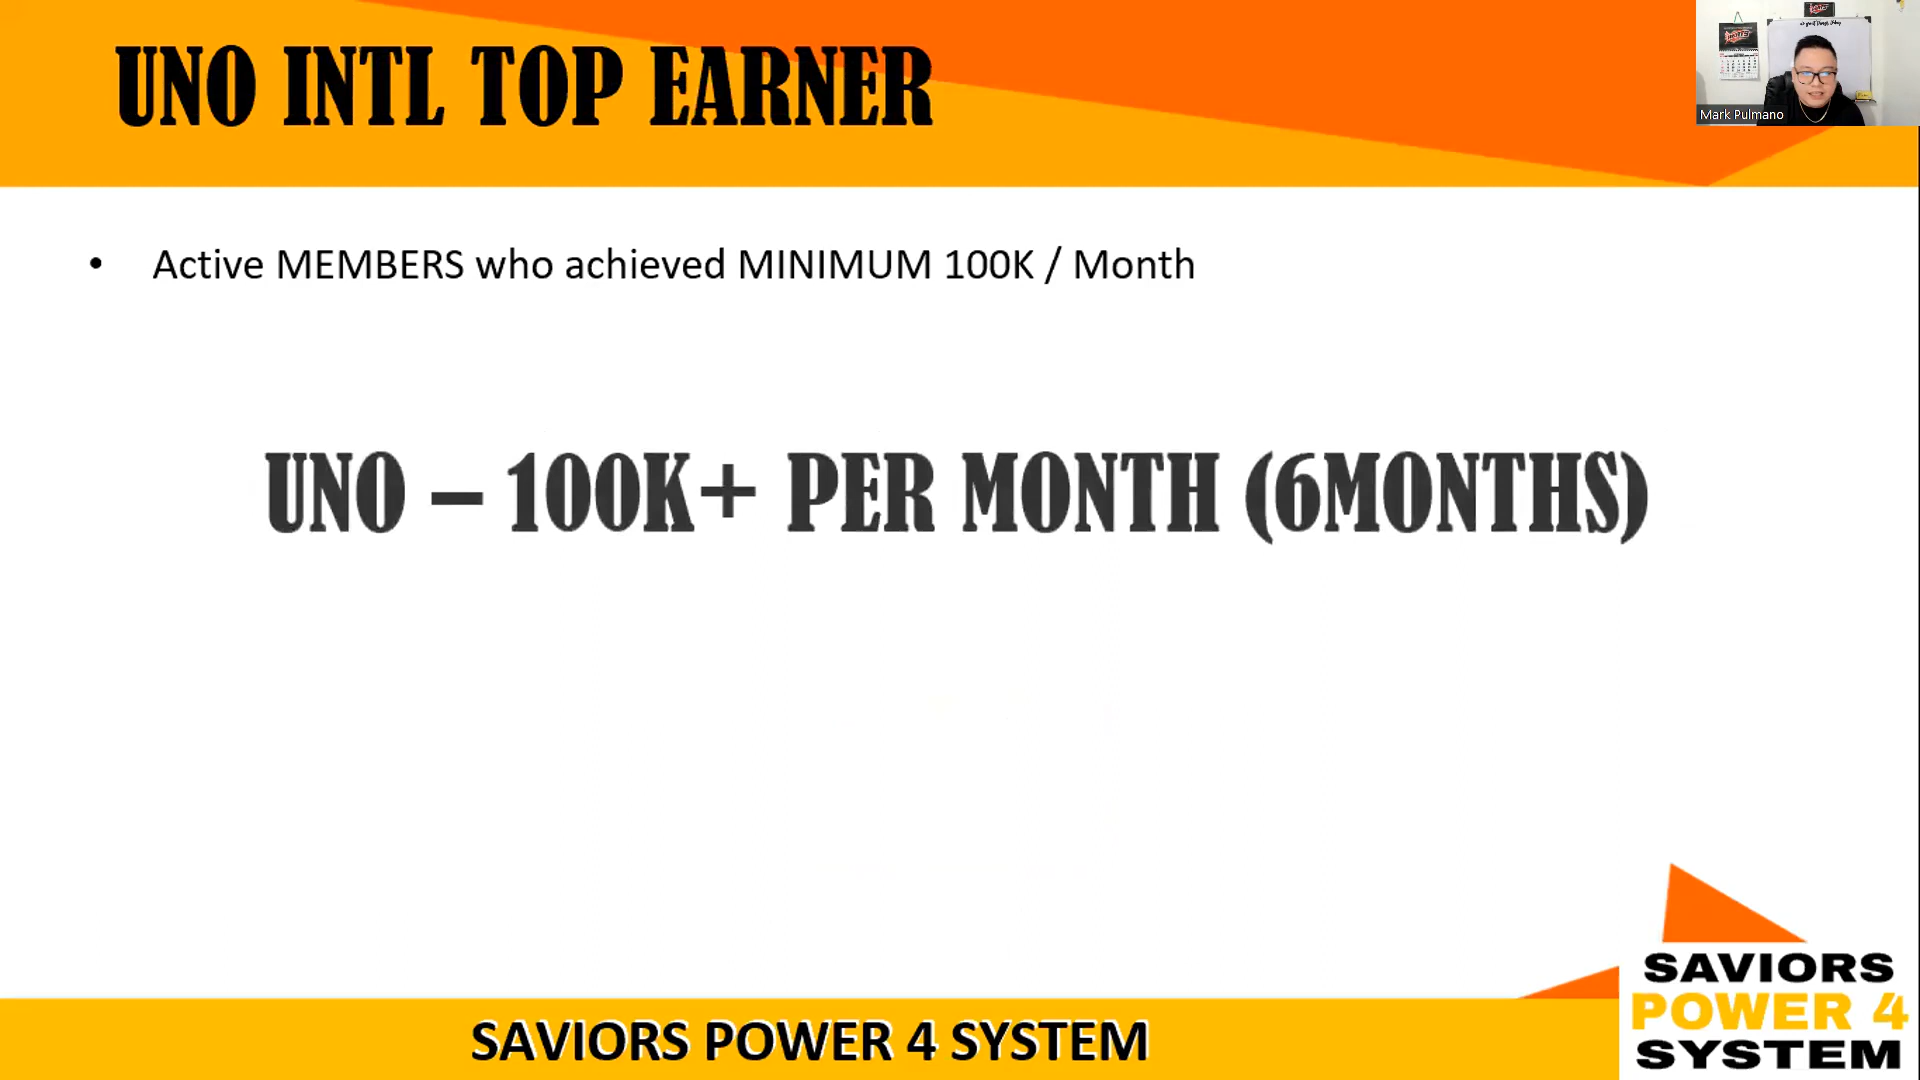 UNO INTL TOP EARNER
Mark Pulmano
• Active MEMBERS who achieved MINIMUM 100K / Month
UNO – 100K+ PER MONTH (6MONTHS)
SAVIORS POWER 4 SYSTEM
SAVIORS
POWER 4
SYSTEM